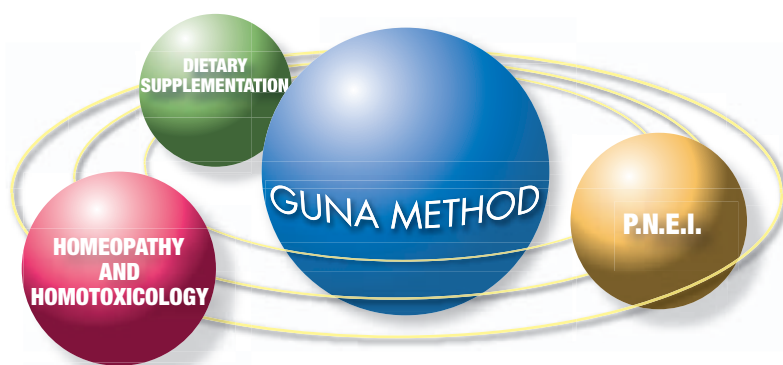 DIETARY
SUPPLEMENTATION
GUNA METHOD
P.N.E.I.
HOMEOPATHY
AND
HOMOTOXICOLOGY